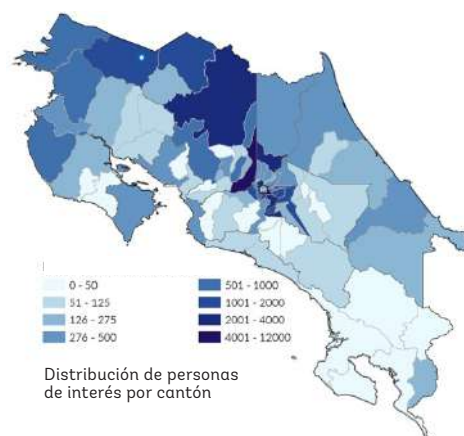 0 - 50
51 - 125
126 - 275
276 - 500
501 - 1000
1001 - 2000
2001 - 4000
4001 - 12000
Distribución de personas
de interés por cantón